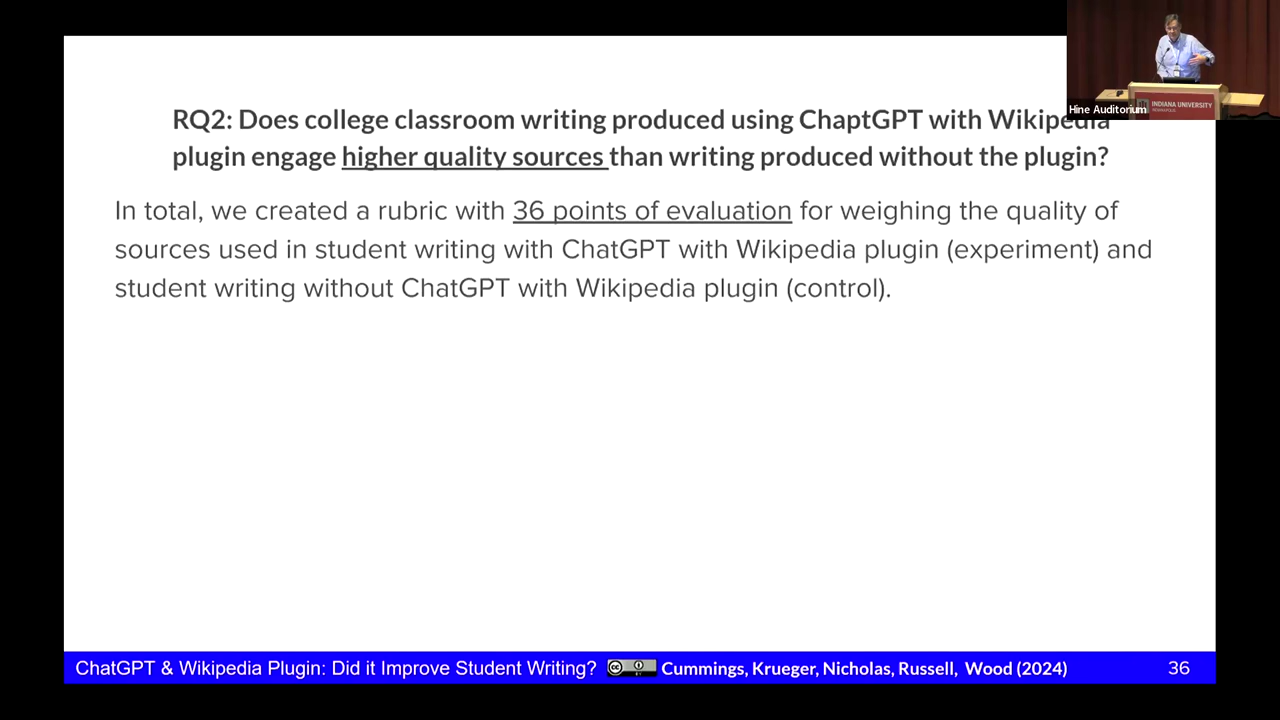 RQ2: Does college classroom writing produced using ChaptGPT with Wikipedia
plugin engage higher quality sources than writing produced without the plugin?
In total, we created a rubric with 36 points of evaluation for weighing the quality of
sources used in student writing with ChatGPT with Wikipedia plugin (experiment) and
student writing without ChatGPT with Wikipedia plugin (control).
Hine Auditorium
INDIANA UNIVERSITY
INDIANAPOLIS
ChatGPT & Wikipedia Plugin: Did it Improve Student Writing? Cummings, Krueger, Nicholas, Russell, Wood (2024) 36